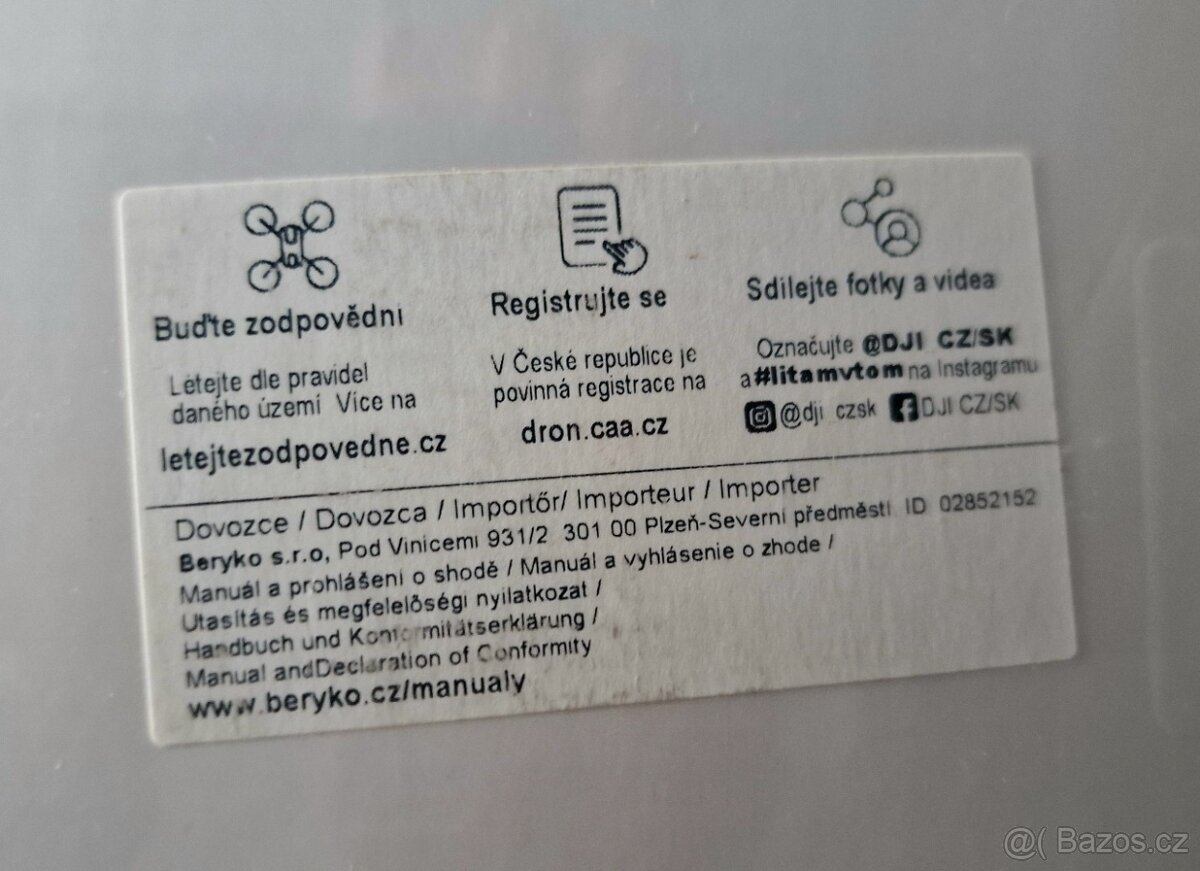 Buďte zodpovědní
Létejte dle pravidel
daného území Více na
letejtezodpovedne.cz
Registrujte se
V České republice je
povinná registrace na
dron.caa.cz
Sdílejte fotky a videa
Označujte @DJI CZ/SK
a #litamvtom na Instagramu
@dji czsk DJI CZ/SK
Dovozce / Dovozca / Importőr/ Importeur / Importer
Beryko s.r.o, Pod Vinicemi 931/2 301 00 Plzeň-Severní předměstí ID 02852152
Manuál a prohlášení o shodě / Manuál a vyhlásenie o zhode /
Utasítás és megfelelőségi nyilatkozat /
Handbuch und Konformitätserklärung /
Manual andDeclaration of Conformity
www.beryko.cz/manualy
@( Bazos.cz